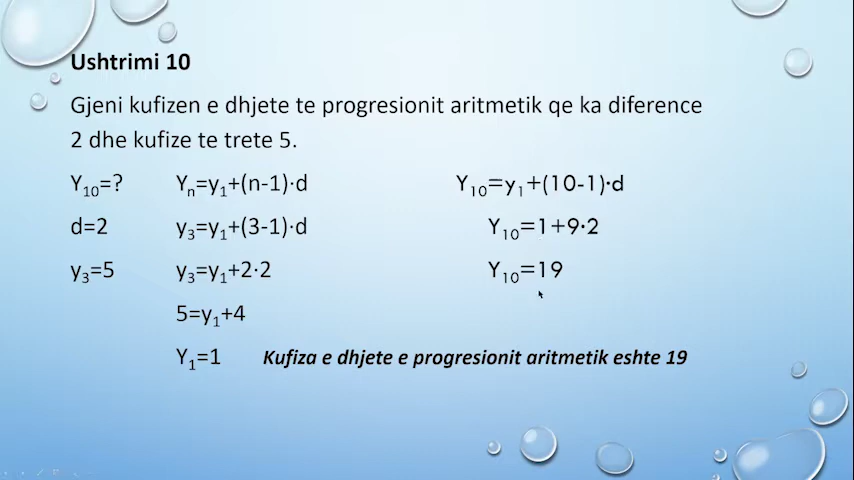 Ushtrimi 10
Gjeni kufizen e dhjete te progresionit aritmetik qe ka diference
2 dhe kufize te trete 5.
Y₁₀=? Yₙ=y₁+(n-1)·d Y₁₀=y₁+(10-1)·d
d=2 y₃=y₁+(3-1)·d Y₁₀=1+9·2
y₃=5 y₃=y₁+2·2 Y₁₀=19
5=y₁+4
Y₁=1 Kufiza e dhjete e progresionit aritmetik eshte 19